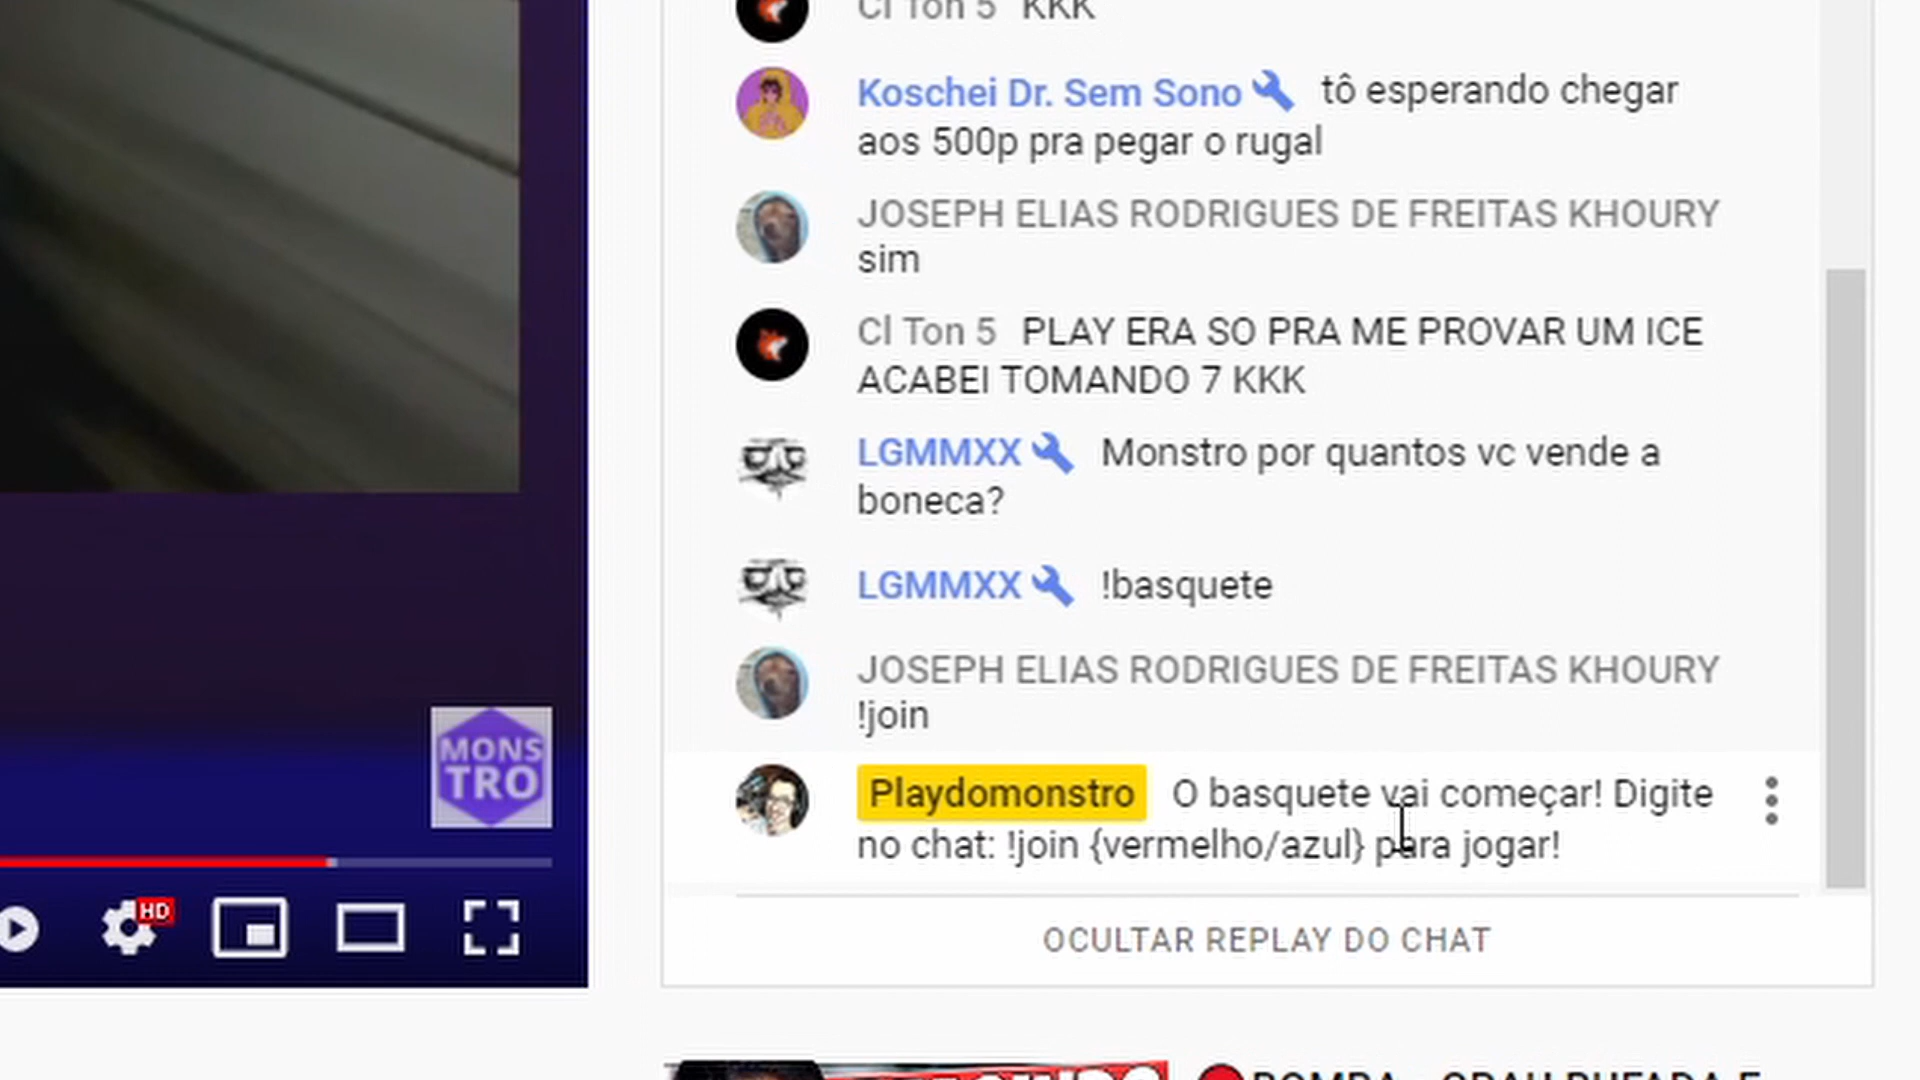 Cl Ton 5 KKK
Koschei Dr. Sem Sono tô esperando chegar
aos 500p pra pegar o rugal
JOSEPH ELIAS RODRIGUES DE FREITAS KHOURY
sim
Cl Ton 5 PLAY ERA SO PRA ME PROVAR UM ICE
ACABEI TOMANDO 7 KKK
LGMMXX Monstro por quantos vc vende a
boneca?
LGMMXX !basquete
JOSEPH ELIAS RODRIGUES DE FREITAS KHOURY
!join
Playdomonstro O basquete vai começar! Digite
no chat: !join {vermelho/azul} para jogar!
MONS
TRO
HD
OCULTAR REPLAY DO CHAT